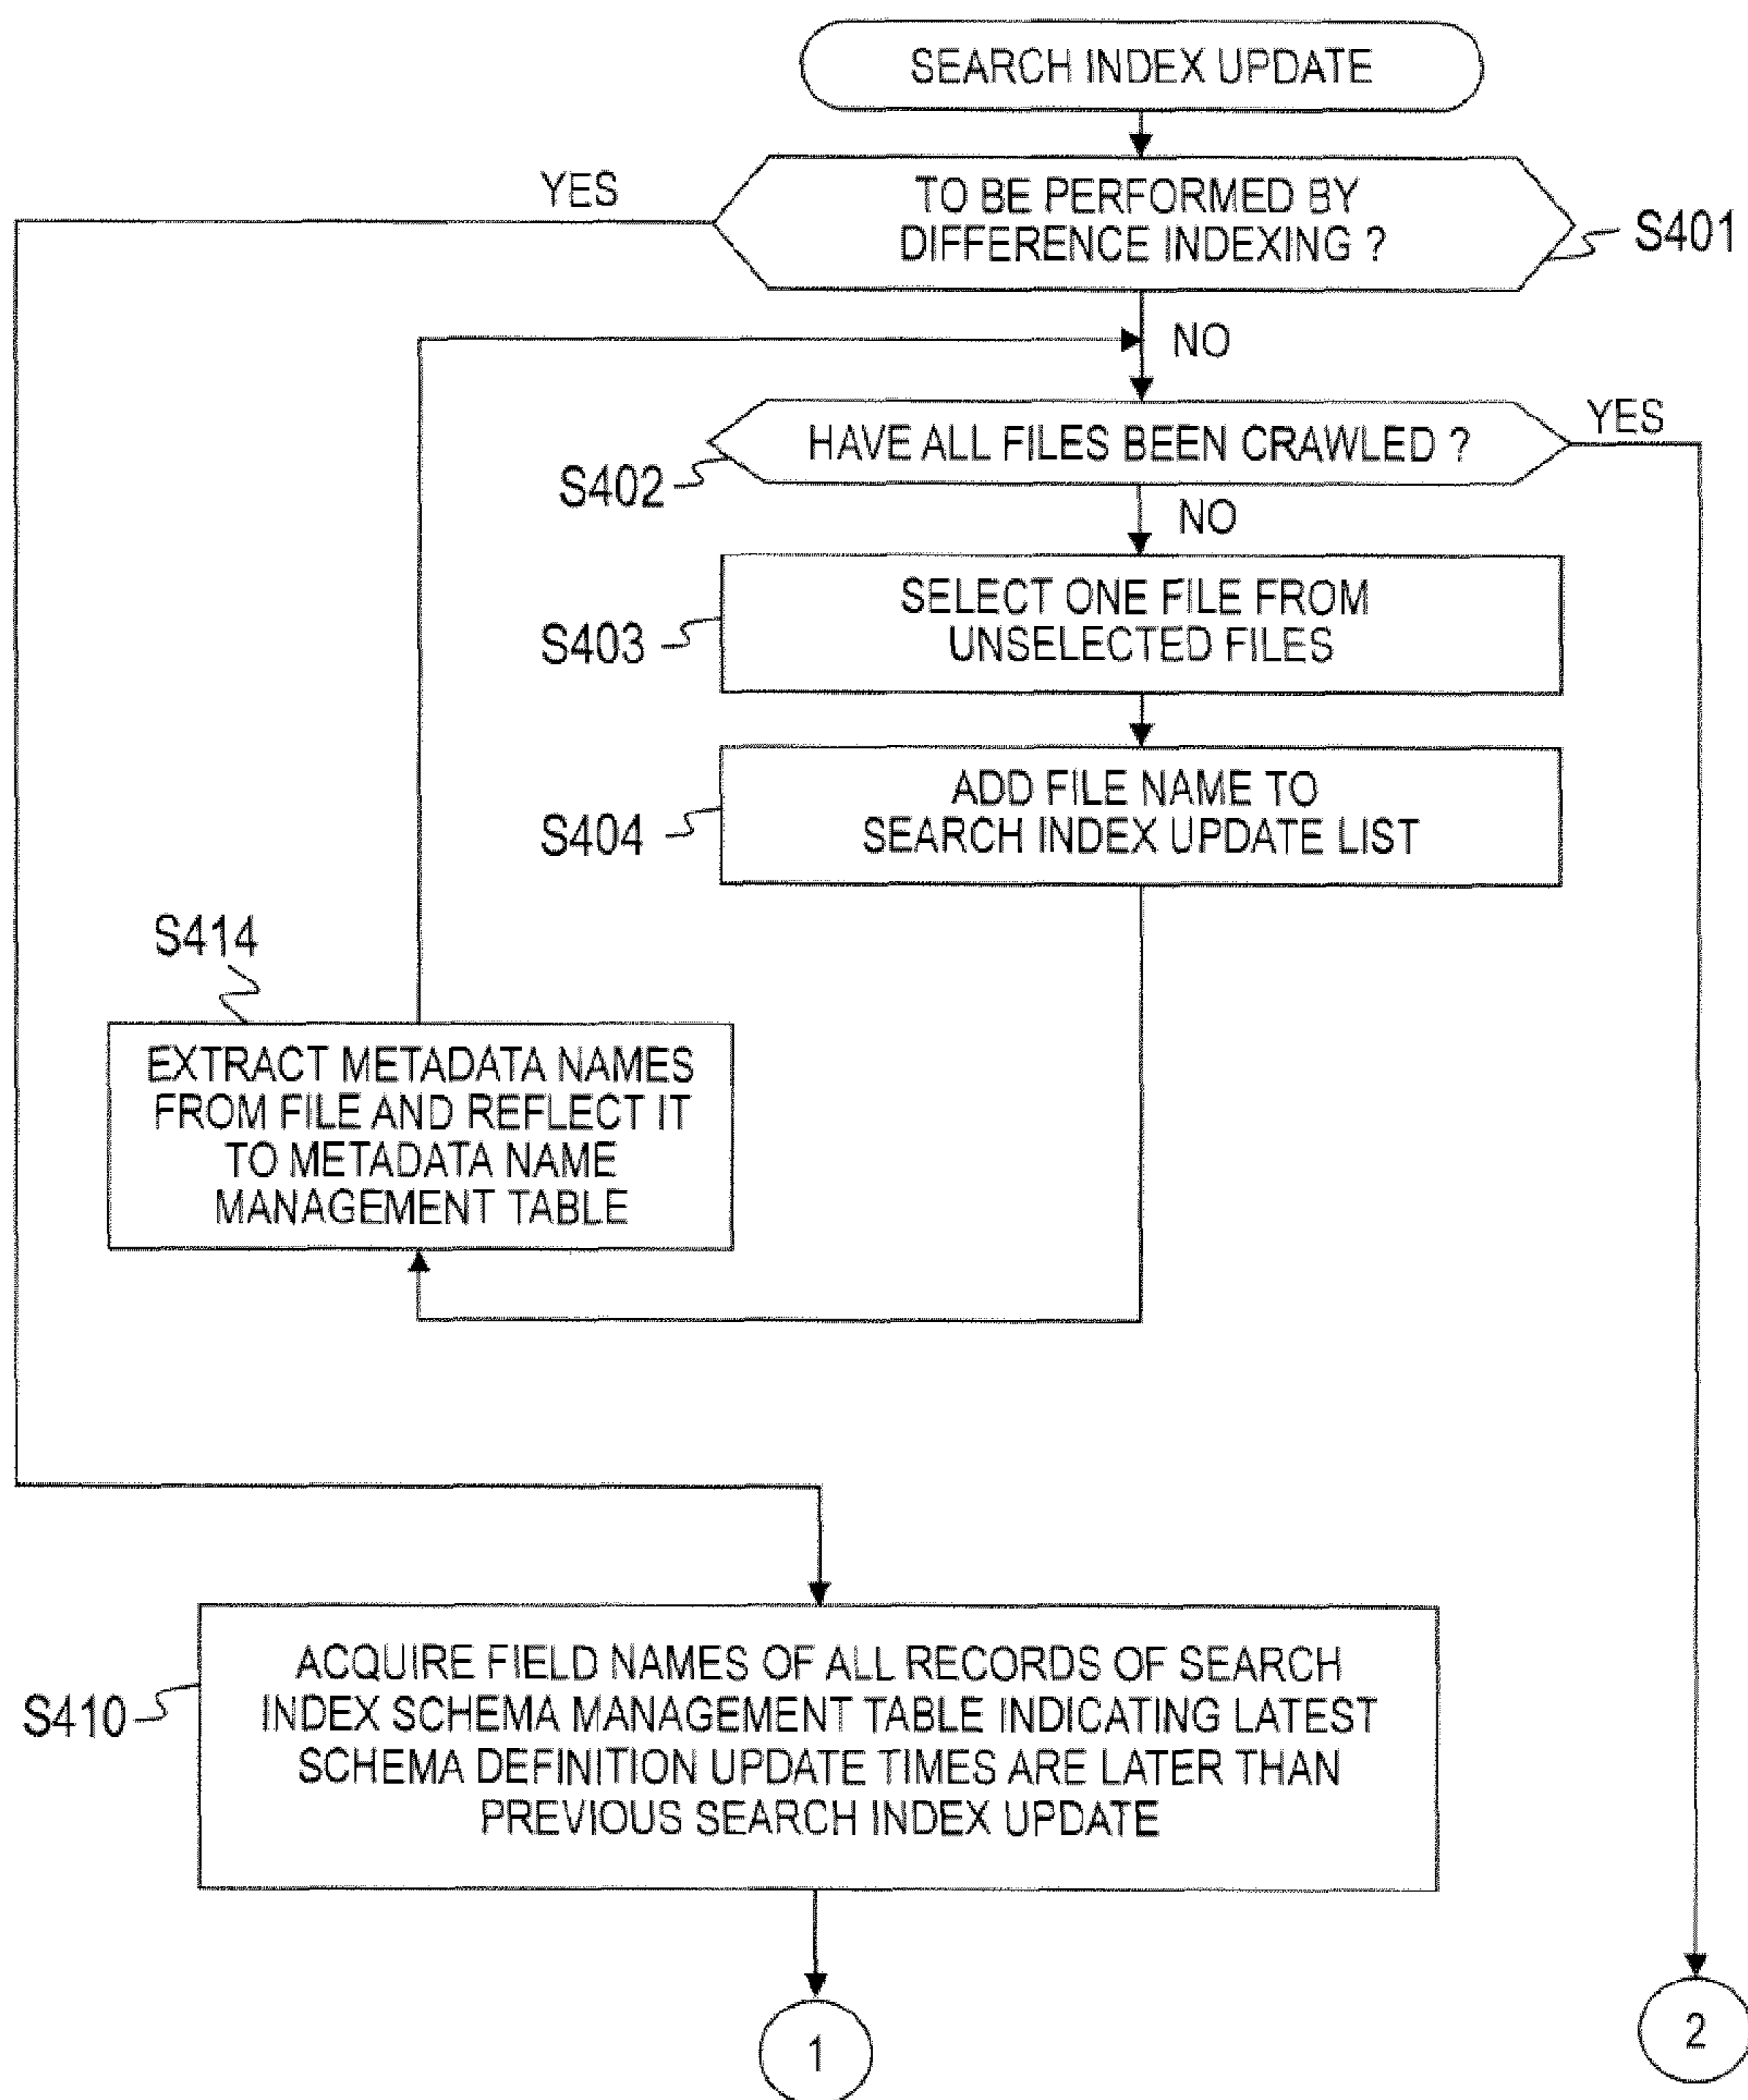 SEARCH INDEX UPDATE
YES
TO BE PERFORMED BY
DIFFERENCE INDEXING ?
S401
NO
HAVE ALL FILES BEEN CRAWLED ?
YES
S402
NO
SELECT ONE FILE FROM
UNSELECTED FILES
S403
ADD FILE NAME TO
SEARCH INDEX UPDATE LIST
S404
S414
EXTRACT METADATA NAMES
FROM FILE AND REFLECT IT
TO METADATA NAME
MANAGEMENT TABLE
ACQUIRE FIELD NAMES OF ALL RECORDS OF SEARCH
INDEX SCHEMA MANAGEMENT TABLE INDICATING LATEST
SCHEMA DEFINITION UPDATE TIMES ARE LATER THAN
PREVIOUS SEARCH INDEX UPDATE
S410
1
2